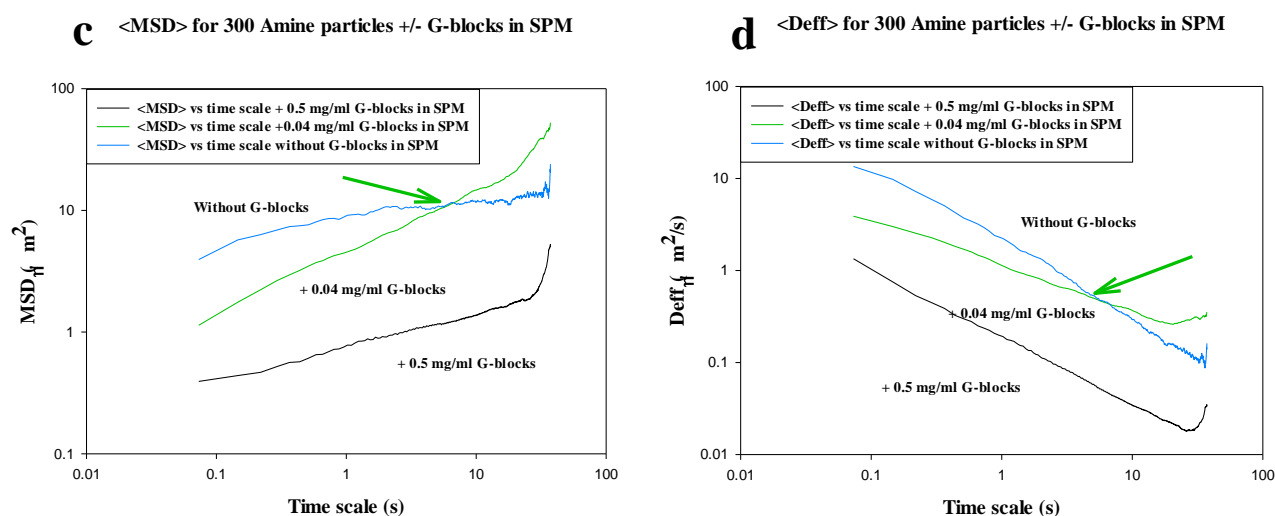 c <MSD> for 300 Amine particles +/- G-blocks in SPM
100
<MSD> vs time scale + 0.5 mg/ml G-blocks in SPM
<MSD> vs time scale +0.04 mg/ml G-blocks in SPM
<MSD> vs time scale without G-blocks in SPM
10
Without G-blocks
+ 0.04 mg/ml G-blocks
1
+ 0.5 mg/ml G-blocks
0.1
0.01
0.1
1
10
100
Time scale (s)
MSD ( m²)
d <Deff> for 300 Amine particles +/- G-blocks in SPM
100
<Deff> vs time scale + 0.5 mg/ml G-blocks in SPM
<Deff> vs time scale + 0.04 mg/ml G-blocks in SPM
<Deff> vs time scale without G-blocks in SPM
10
Without G-blocks
1
+ 0.04 mg/ml G-blocks
0.1
+ 0.5 mg/ml G-blocks
0.01
0.01
0.1
1
10
100
Time scale (s)
Deff ( m²/s)